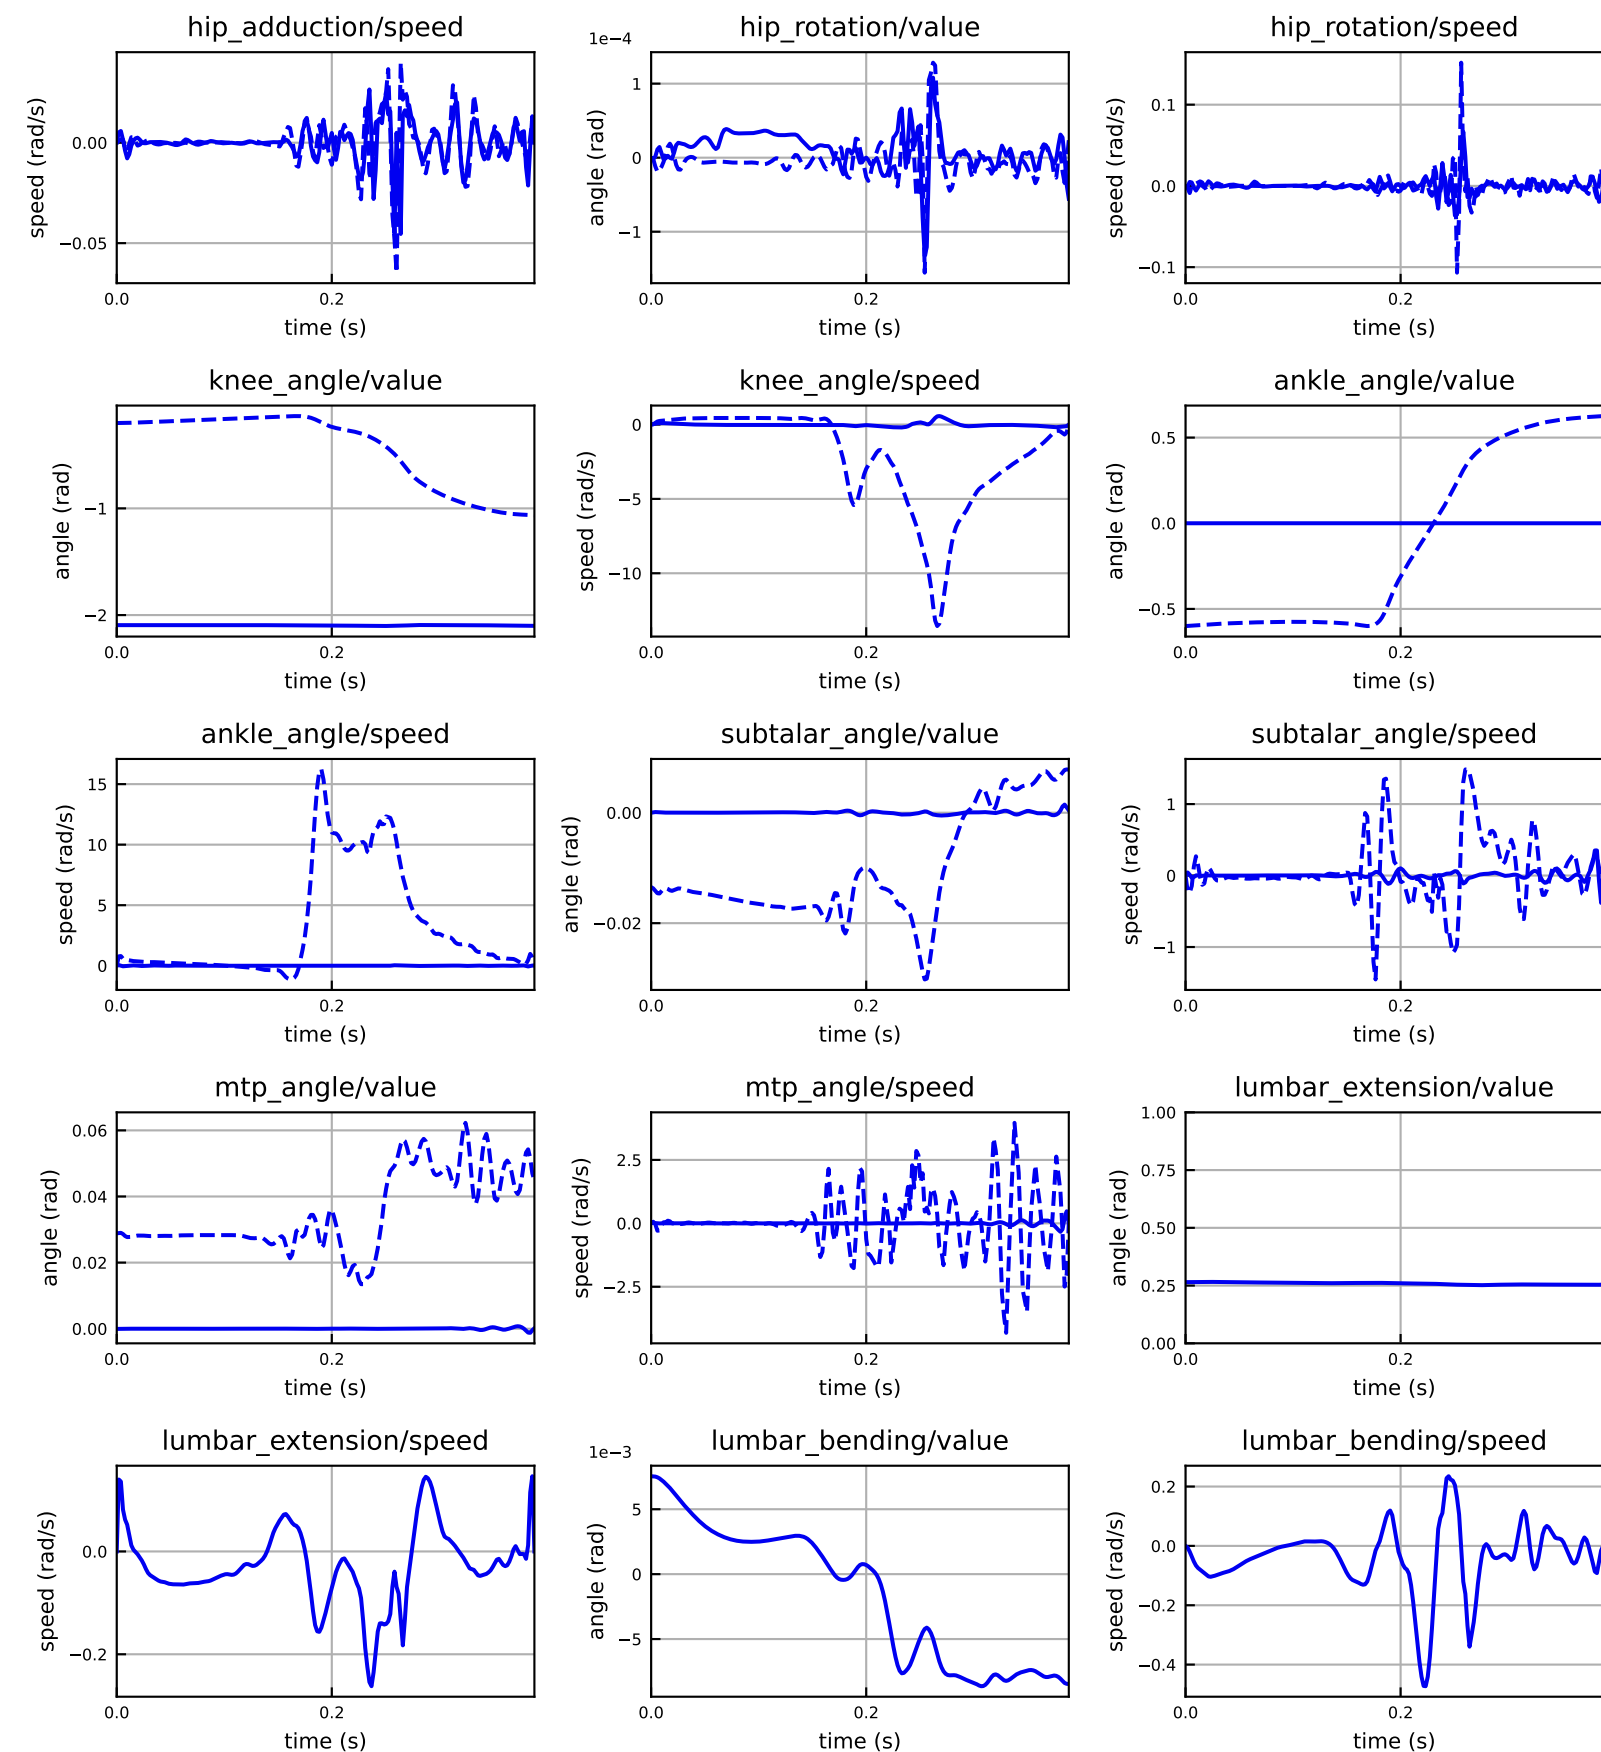 hip_adduction/speed
speed (rad/s)
0.00
−0.05
0.0
0.2
time (s)
hip_rotation/value
1e−4
angle (rad)
1
0
−1
0.0
0.2
time (s)
hip_rotation/speed
speed (rad/s)
0.1
0.0
−0.1
0.0
0.2
time (s)
knee_angle/value
angle (rad)
−1
−2
0.0
0.2
time (s)
knee_angle/speed
speed (rad/s)
0
−5
−10
0.0
0.2
time (s)
ankle_angle/value
angle (rad)
0.5
0.0
−0.5
0.0
0.2
time (s)
ankle_angle/speed
speed (rad/s)
15
10
5
0
0.0
0.2
time (s)
subtalar_angle/value
angle (rad)
0.00
−0.02
0.0
0.2
time (s)
subtalar_angle/speed
speed (rad/s)
1
0
−1
0.0
0.2
time (s)
mtp_angle/value
angle (rad)
0.06
0.04
0.02
0.00
0.0
0.2
time (s)
mtp_angle/speed
speed (rad/s)
2.5
0.0
−2.5
0.0
0.2
time (s)
lumbar_extension/value
angle (rad)
1.00
0.75
0.50
0.25
0.00
0.0
0.2
time (s)
lumbar_extension/speed
speed (rad/s)
0.0
−0.2
0.0
0.2
time (s)
lumbar_bending/value
1e−3
angle (rad)
5
0
−5
0.0
0.2
time (s)
lumbar_bending/speed
speed (rad/s)
0.2
0.0
−0.2
−0.4
0.0
0.2
time (s)